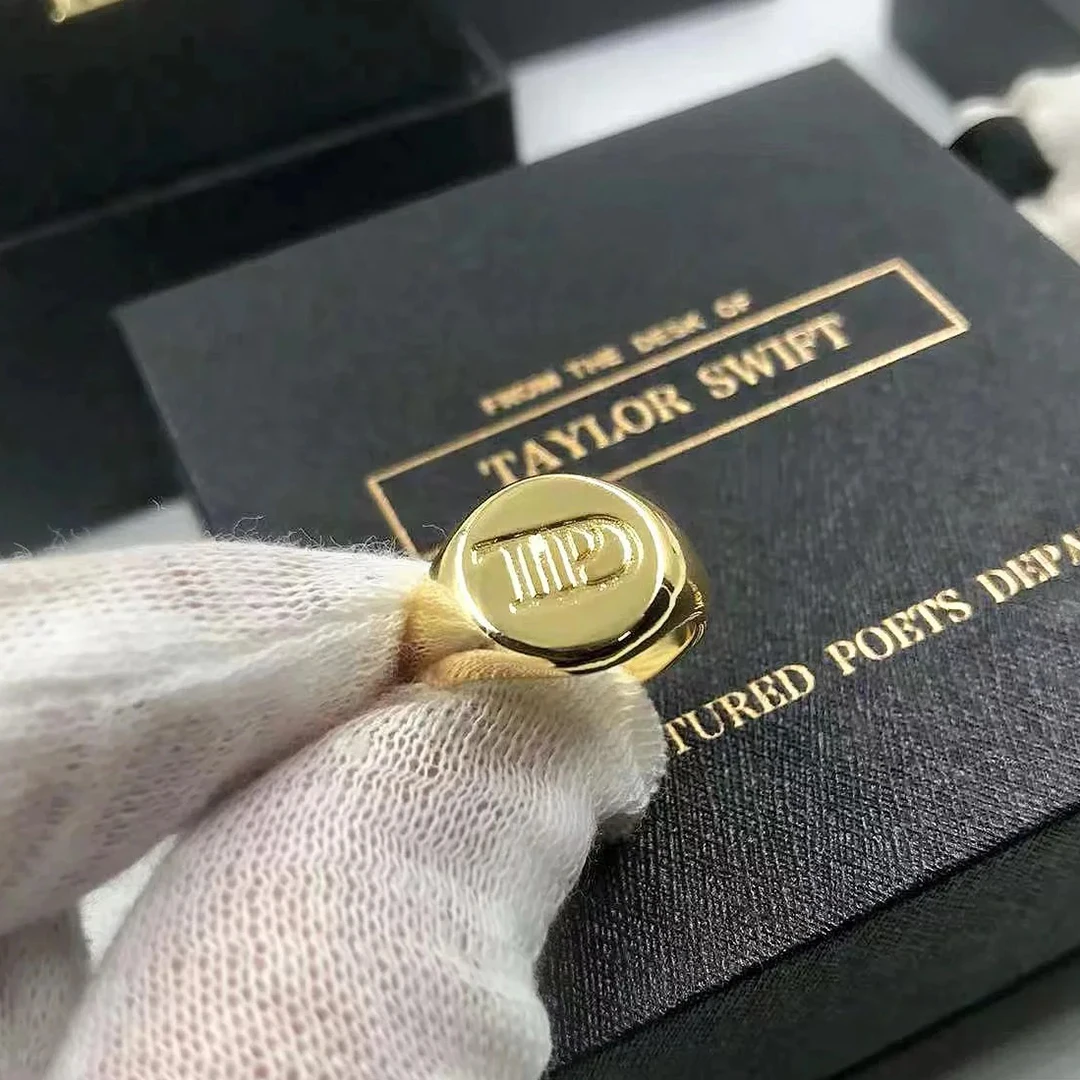 FROM THE DESK OF
TAYLOR SWIFT
TURED POETS DEPA
TTPD